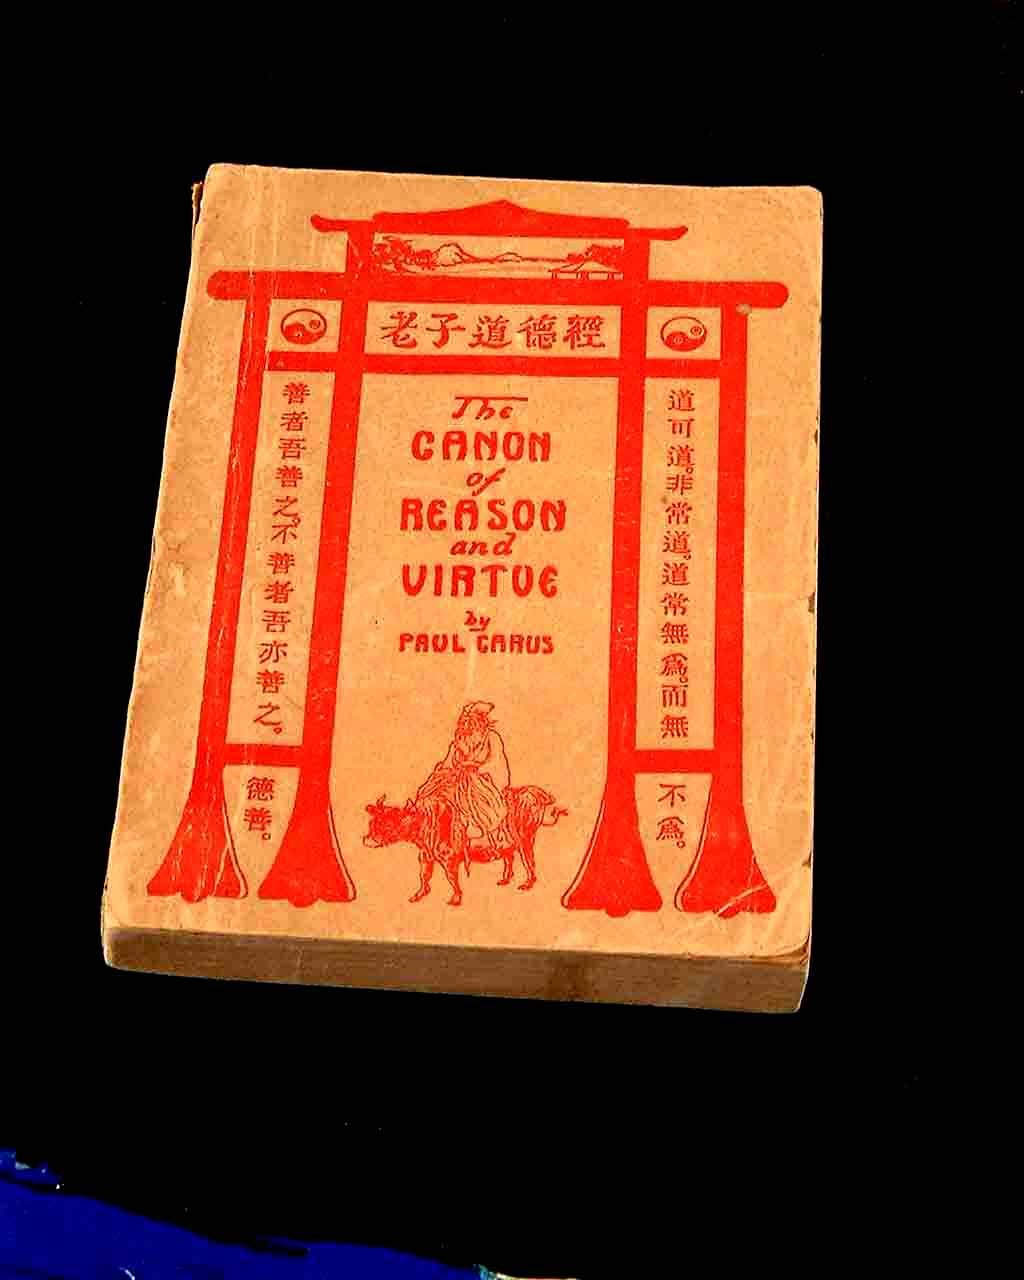 老子道德經
The
CANON
of
REASON
and
VIRTUE
by
PAUL CARUS
道可道。非常道。道常無爲。而無
不爲。
善者吾善之。不善者吾亦善之。
德善。